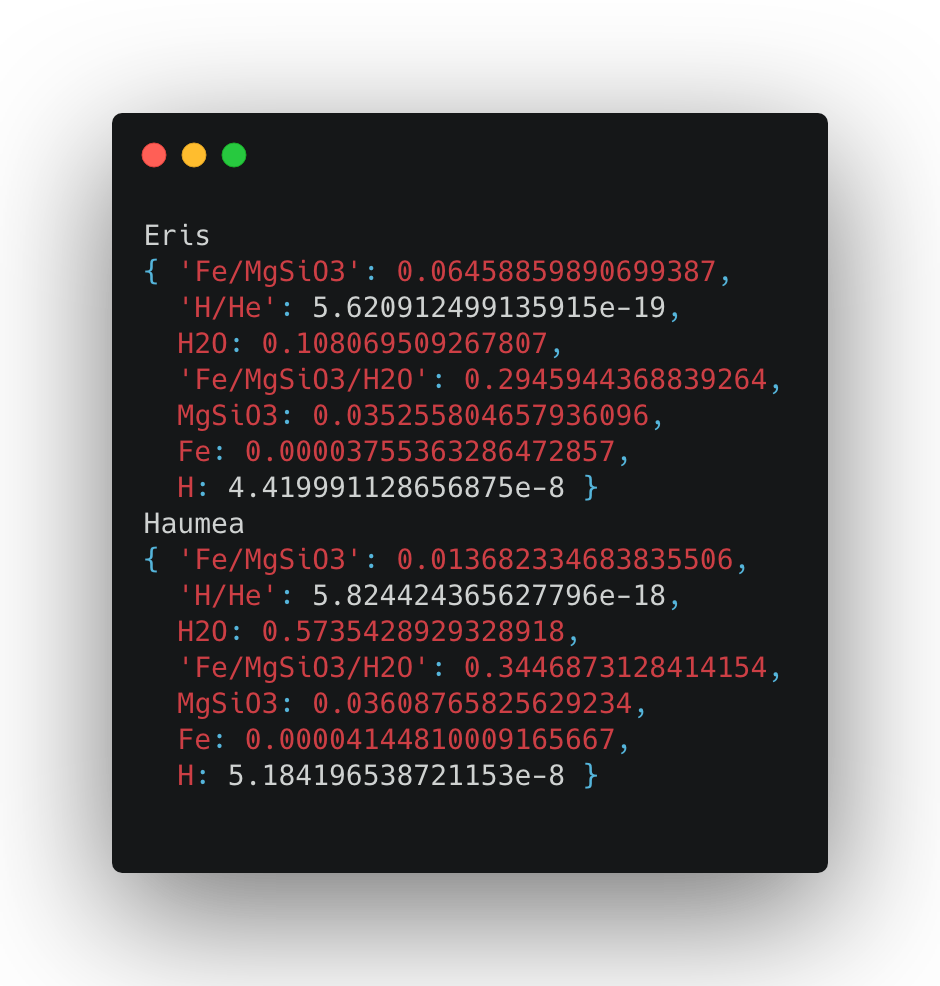 Eris
{ 'Fe/MgSiO3': 0.06458859890699387,
'H/He': 5.620912499135915e-19,
H2O: 0.108069509267807,
'Fe/MgSiO3/H2O': 0.2945944368839264,
MgSiO3: 0.035255804657936096,
Fe: 0.000037553632864728​57,
H: 4.419991128656875e-8 }
Haumea
{ 'Fe/MgSiO3': 0.013682334683835506,
'H/He': 5.824424365627796e-18,
H2O: 0.5735428929328918,
'Fe/MgSiO3/H2O': 0.3446873128414154,
MgSiO3: 0.03608765825629234,
Fe: 0.00004144810009165667,
H: 5.184196538721153e-8 }